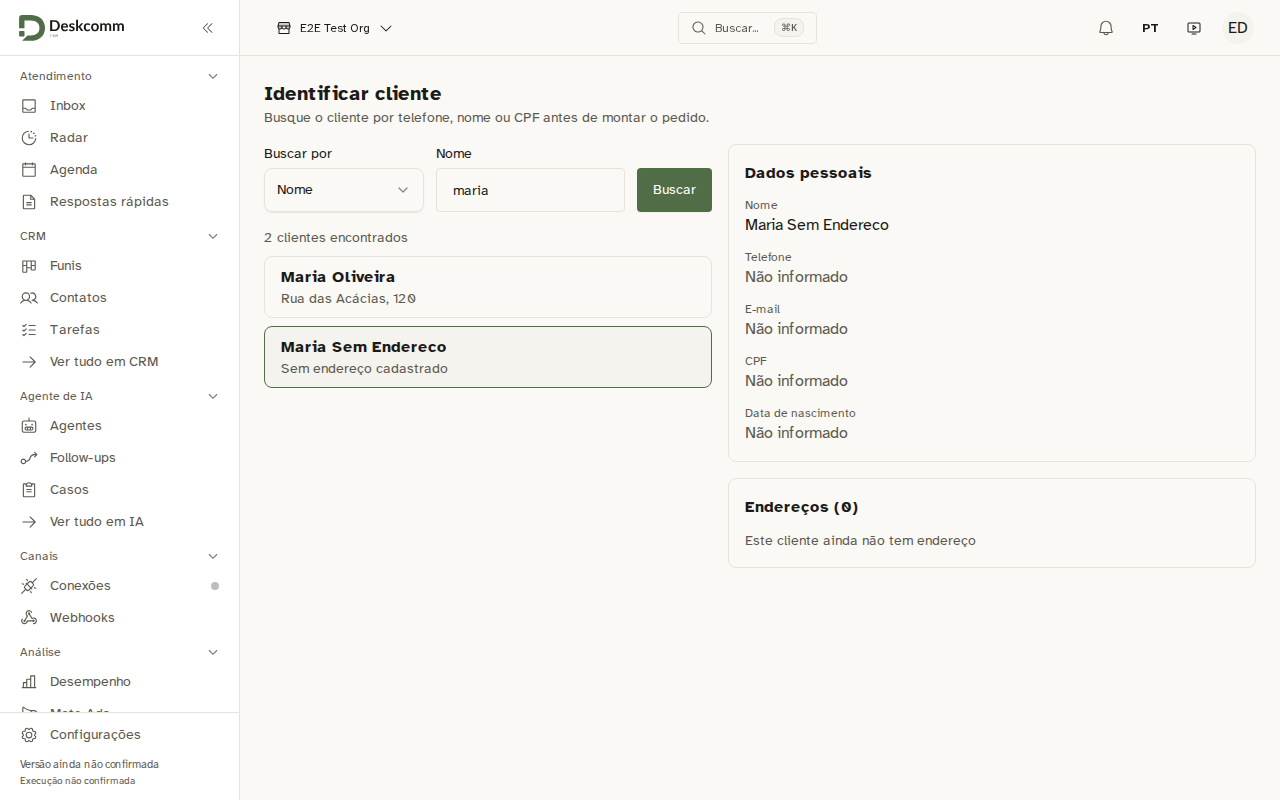 Deskcomm
E2E Test Org
Buscar...
⌘K
PT
ED
Atendimento
Inbox
Radar
Agenda
Respostas rápidas
CRM
Funis
Contatos
Tarefas
Ver tudo em CRM
Agente de IA
Agentes
Follow-ups
Casos
Ver tudo em IA
Canais
Conexões
Webhooks
Análise
Desempenho
Meta Ads
Configurações
Versão ainda não confirmada
Execução não confirmada
Identificar cliente
Busque o cliente por telefone, nome ou CPF antes de montar o pedido.
Buscar por
Nome
Nome
maria
Buscar
2 clientes encontrados
Maria Oliveira
Rua das Acácias, 120
Maria Sem Endereco
Sem endereço cadastrado
Dados pessoais
Nome
Maria Sem Endereco
Telefone
Não informado
E-mail
Não informado
CPF
Não informado
Data de nascimento
Não informado
Endereços (0)
Este cliente ainda não tem endereço